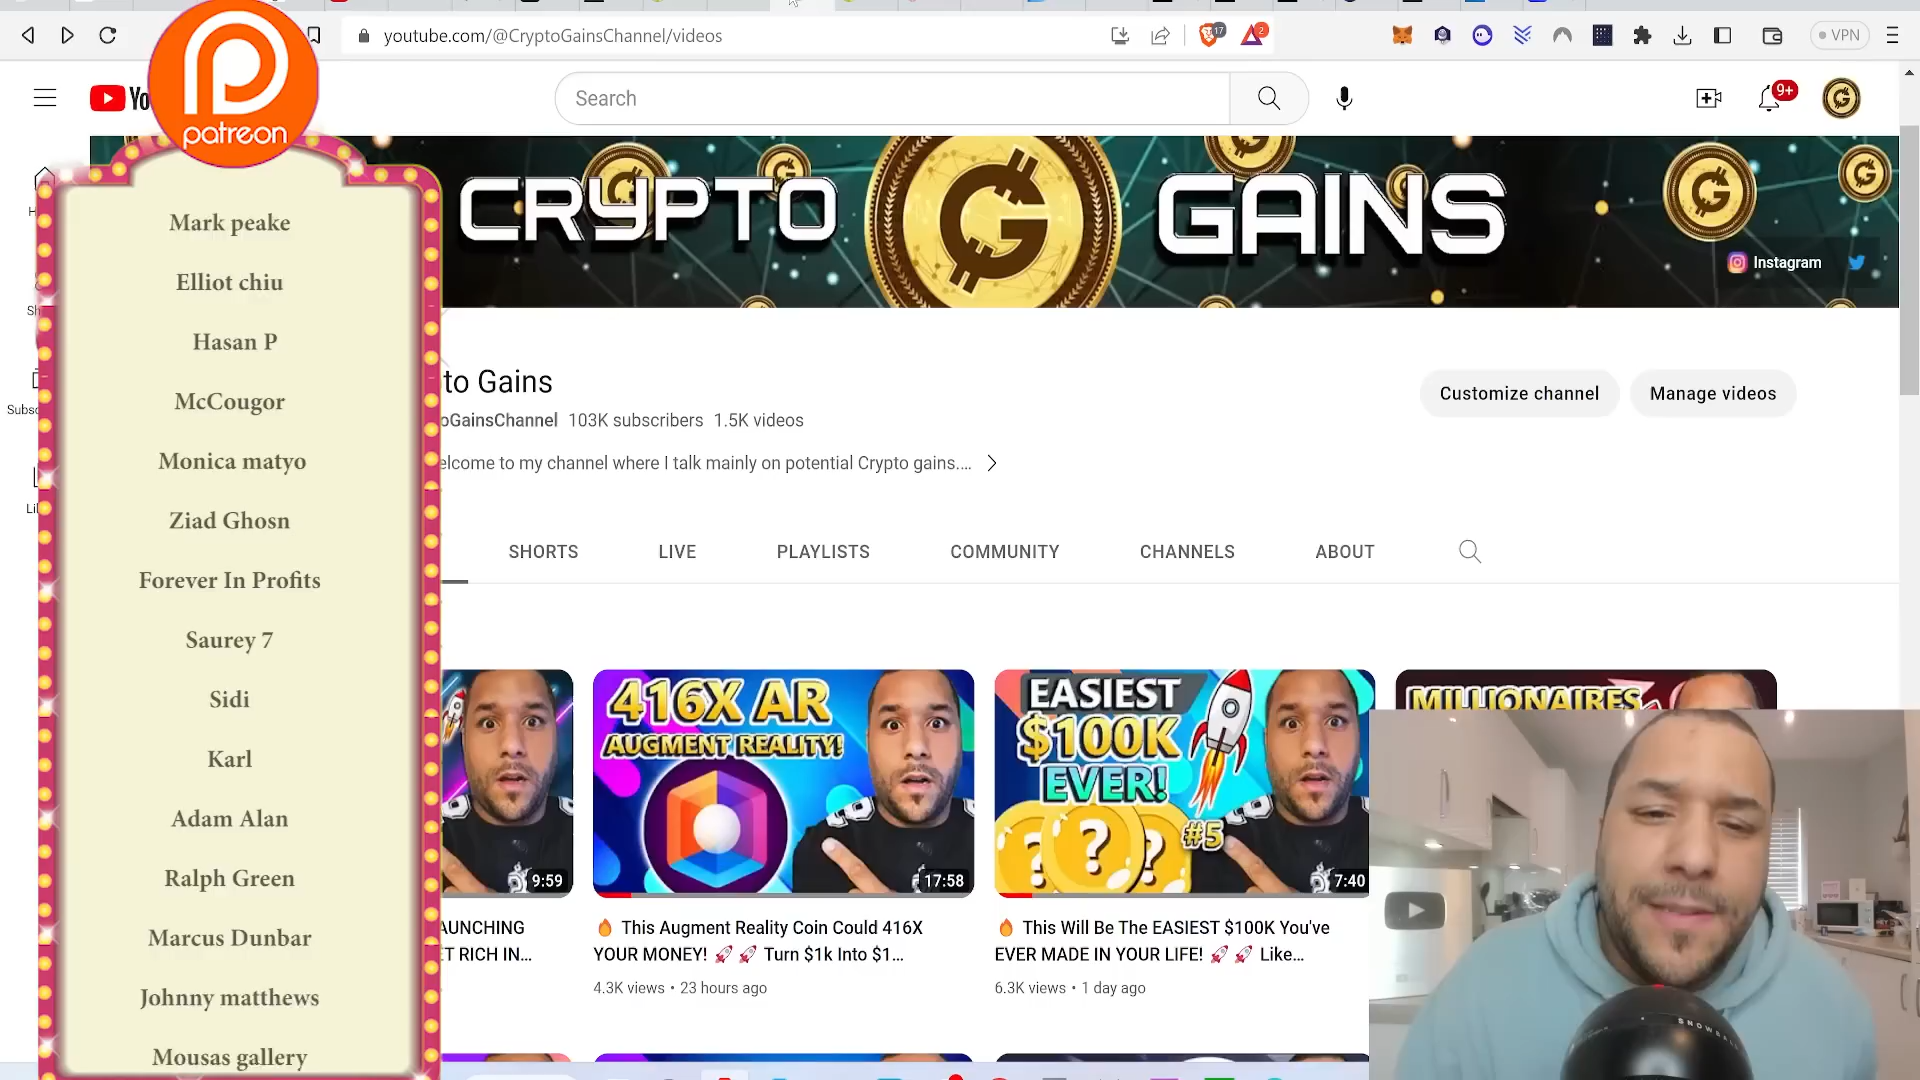 youtube.com/@CryptoGainsChannel/videos
17
2
VPN
Search
9+
patreon
CRYPTO
G
GAINS
Instagram
Mark peake
Elliot chiu
Hasan P
McCougor
Monica matyo
Ziad Ghosn
Forever In Profits
Saurey 7
Sidi
Karl
Adam Alan
Ralph Green
Marcus Dunbar
Johnny matthews
Mousas gallery
to Gains
oGainsChannel 103K subscribers 1.5K videos
elcome to my channel where I talk mainly on potential Crypto gains....
Customize channel
Manage videos
SHORTS
LIVE
PLAYLISTS
COMMUNITY
CHANNELS
ABOUT
9:59
416X AR
AUGMENT REALITY!
17:58
EASIEST
$100K
EVER!
#5
7:40
MILLIONAIRES
AUNCHING
T RICH IN...
🔥 This Augment Reality Coin Could 416X
YOUR MONEY! 🚀 🚀 Turn $1k Into $1...
4.3K views • 23 hours ago
🔥 This Will Be The EASIEST $100K You've
EVER MADE IN YOUR LIFE! 🚀 🚀 Like...
6.3K views • 1 day ago